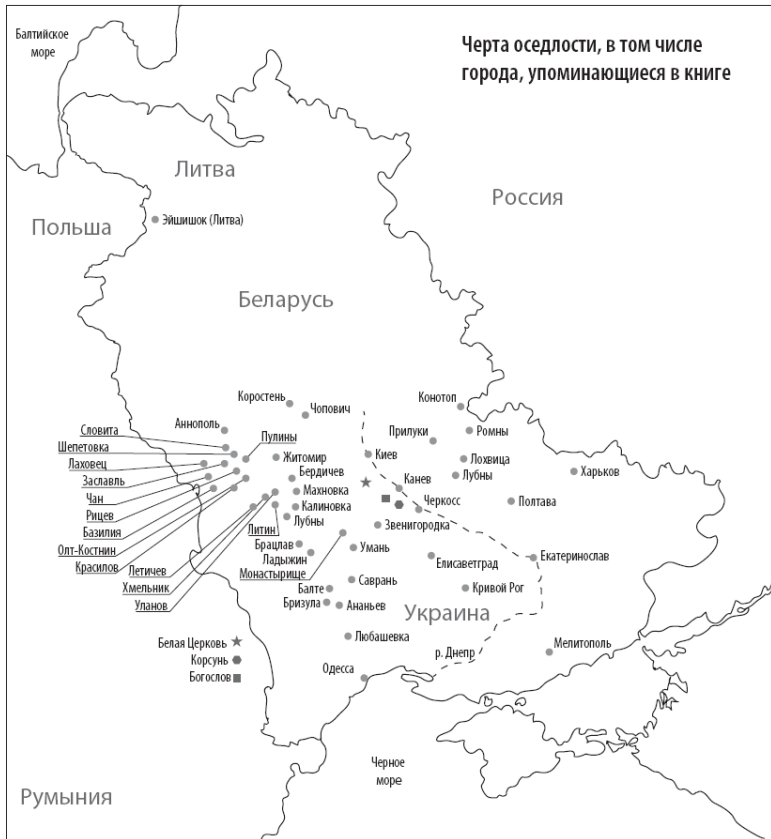 Балтийское
море
Черта оседлости, в том числе
города, упоминающиеся в книге
Литва
Россия
Польша
Эйшишок (Литва)
Беларусь
Коростень
Чопович
Конотоп
Аннополь
Словита
Пулины
Прилуки
Ромны
Шепетовка
Киев
Лаховец
Житомир
Лохвица
Заславль
Бердичев
Лубны
Харьков
Чан
Канев
Рицев
Махновка
Черкосс
Полтава
Базилия
Калиновка
Олт-Костнин
Лубны
Звенигородка
Красилов
Литин
Летичев
Брацлав
Умань
Хмельник
Ладыжин
Елисаветград
Екатеринослав
Уланов
Монастырище
Саврань
Балте
Кривой Рог
Бризула
Ананьев
Украина
Белая Церковь
Любашевка
Корсунь
р. Днепр
Мелитополь
Богослов
Одесса
Черное
море
Румыния